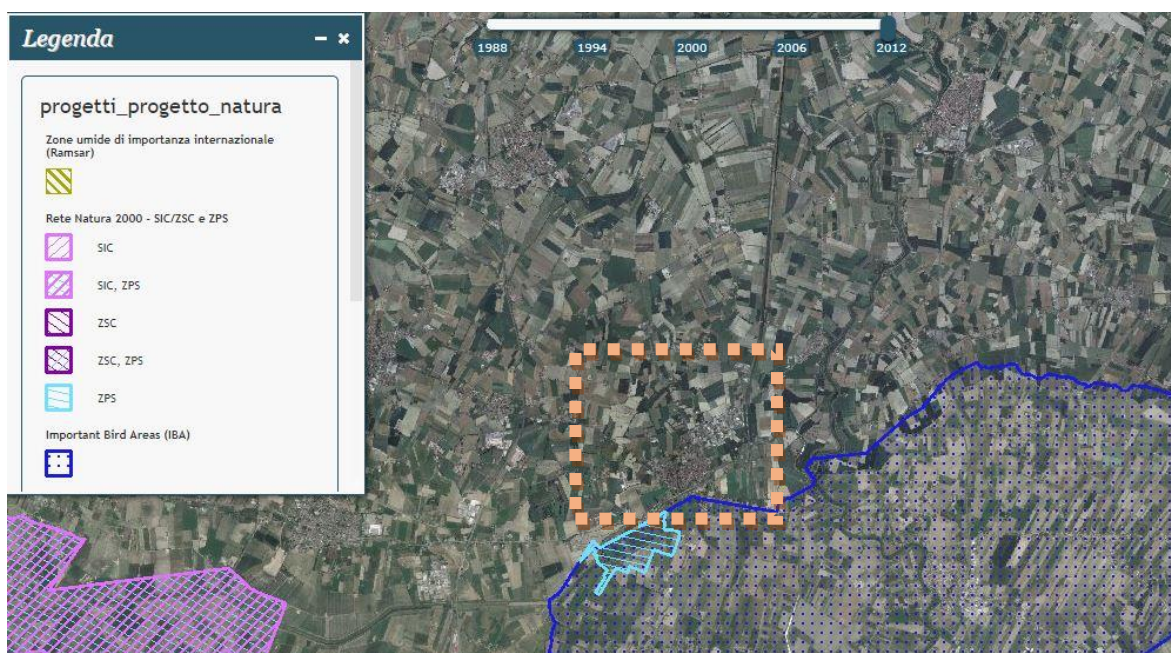 Legenda
progetti_progetto_natura
Zone umide di importanza internazionale
(Ramsar)
Rete Natura 2000 - SIC/ZSC e ZPS
SIC
SIC, ZPS
ZSC
ZSC, ZPS
ZPS
Important Bird Areas (IBA)
1988 1994 2000 2006 2012